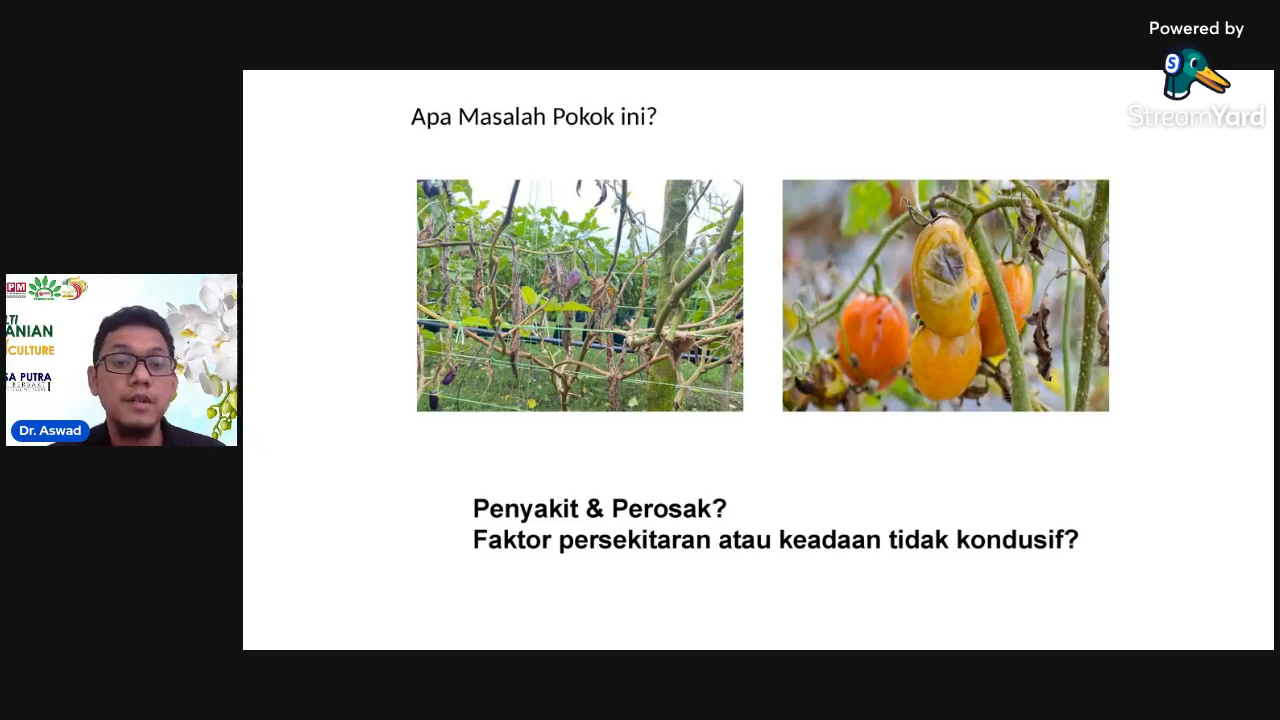 Powered by
StreamYard
Apa Masalah Pokok ini?
ANIAN
CULTURE
SA PUTRA
Dr. Aswad
Penyakit & Perosak?
Faktor persekitaran atau keadaan tidak kondusif?